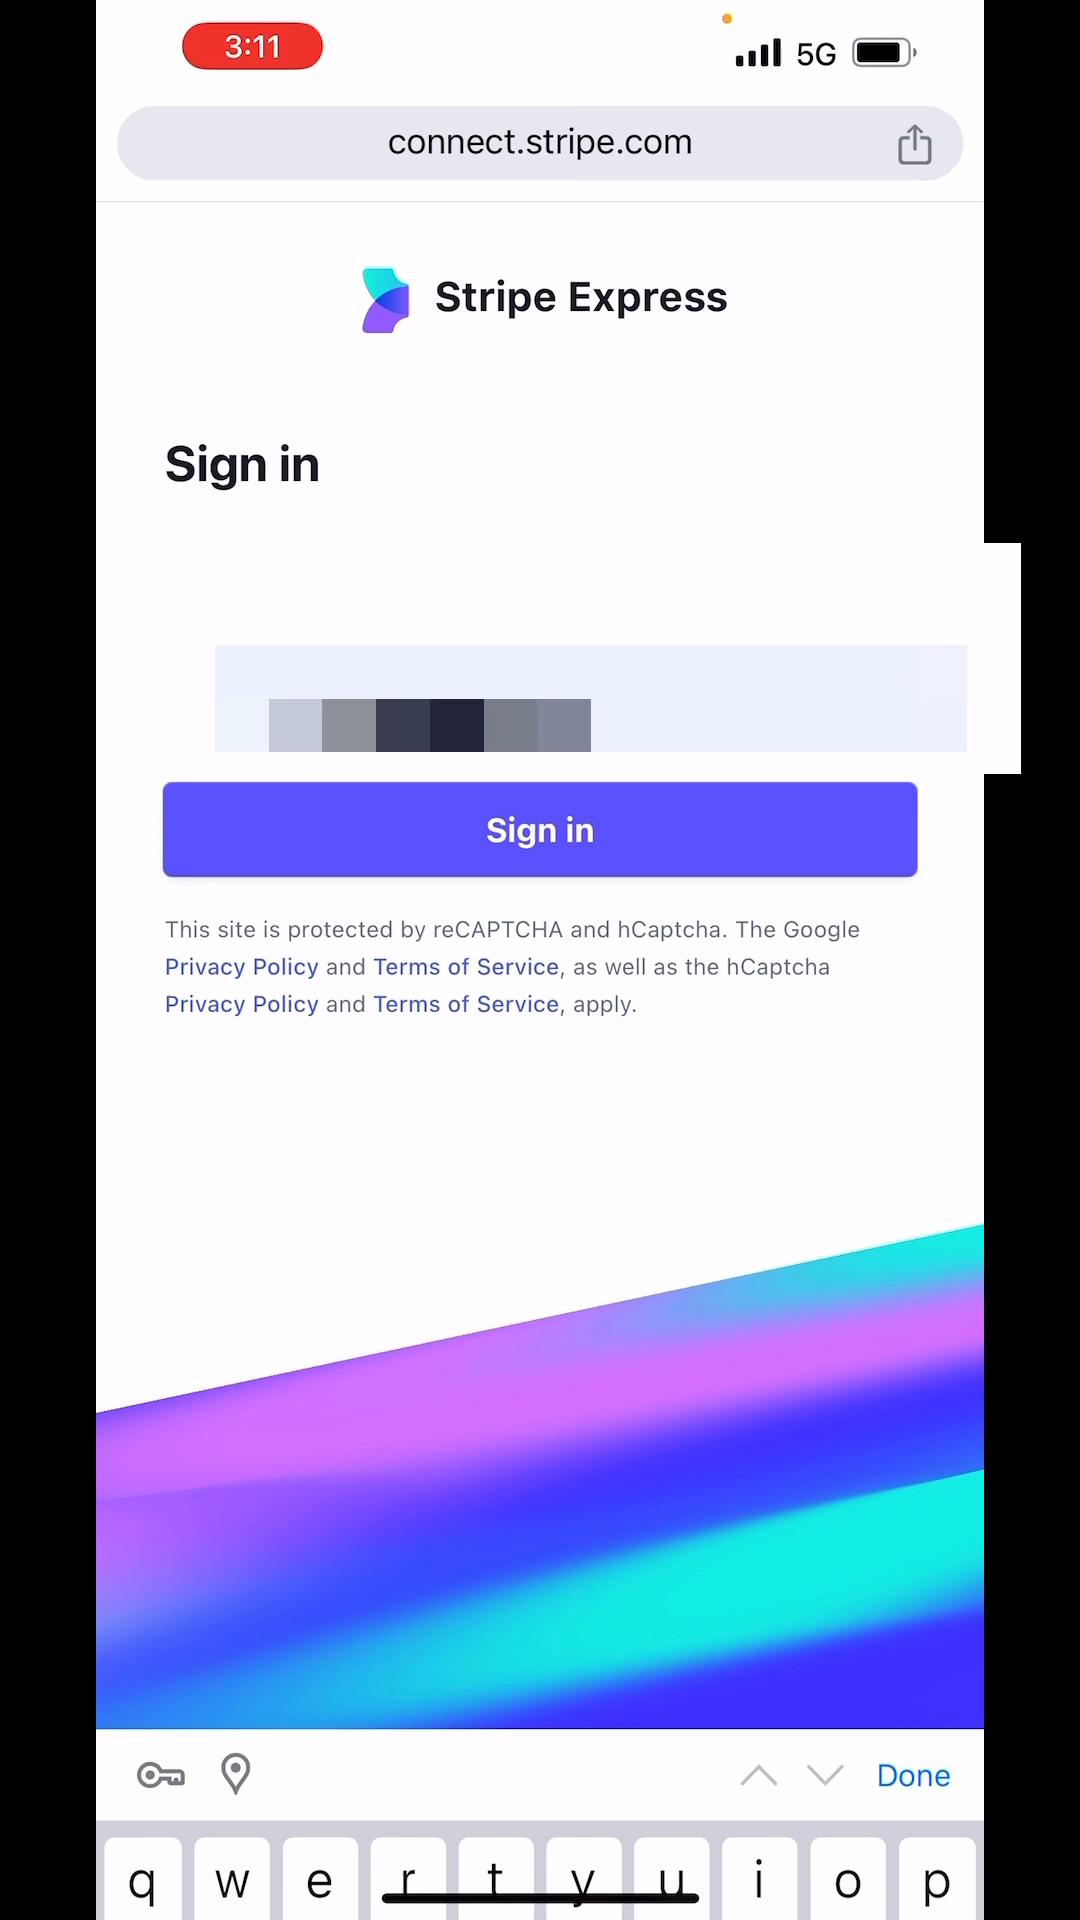 3:11
5G
connect.stripe.com
Stripe Express
Sign in
Sign in
This site is protected by reCAPTCHA and hCaptcha. The Google
Privacy Policy and Terms of Service, as well as the hCaptcha
Privacy Policy and Terms of Service, apply.
Done
q w e r t y u i o p